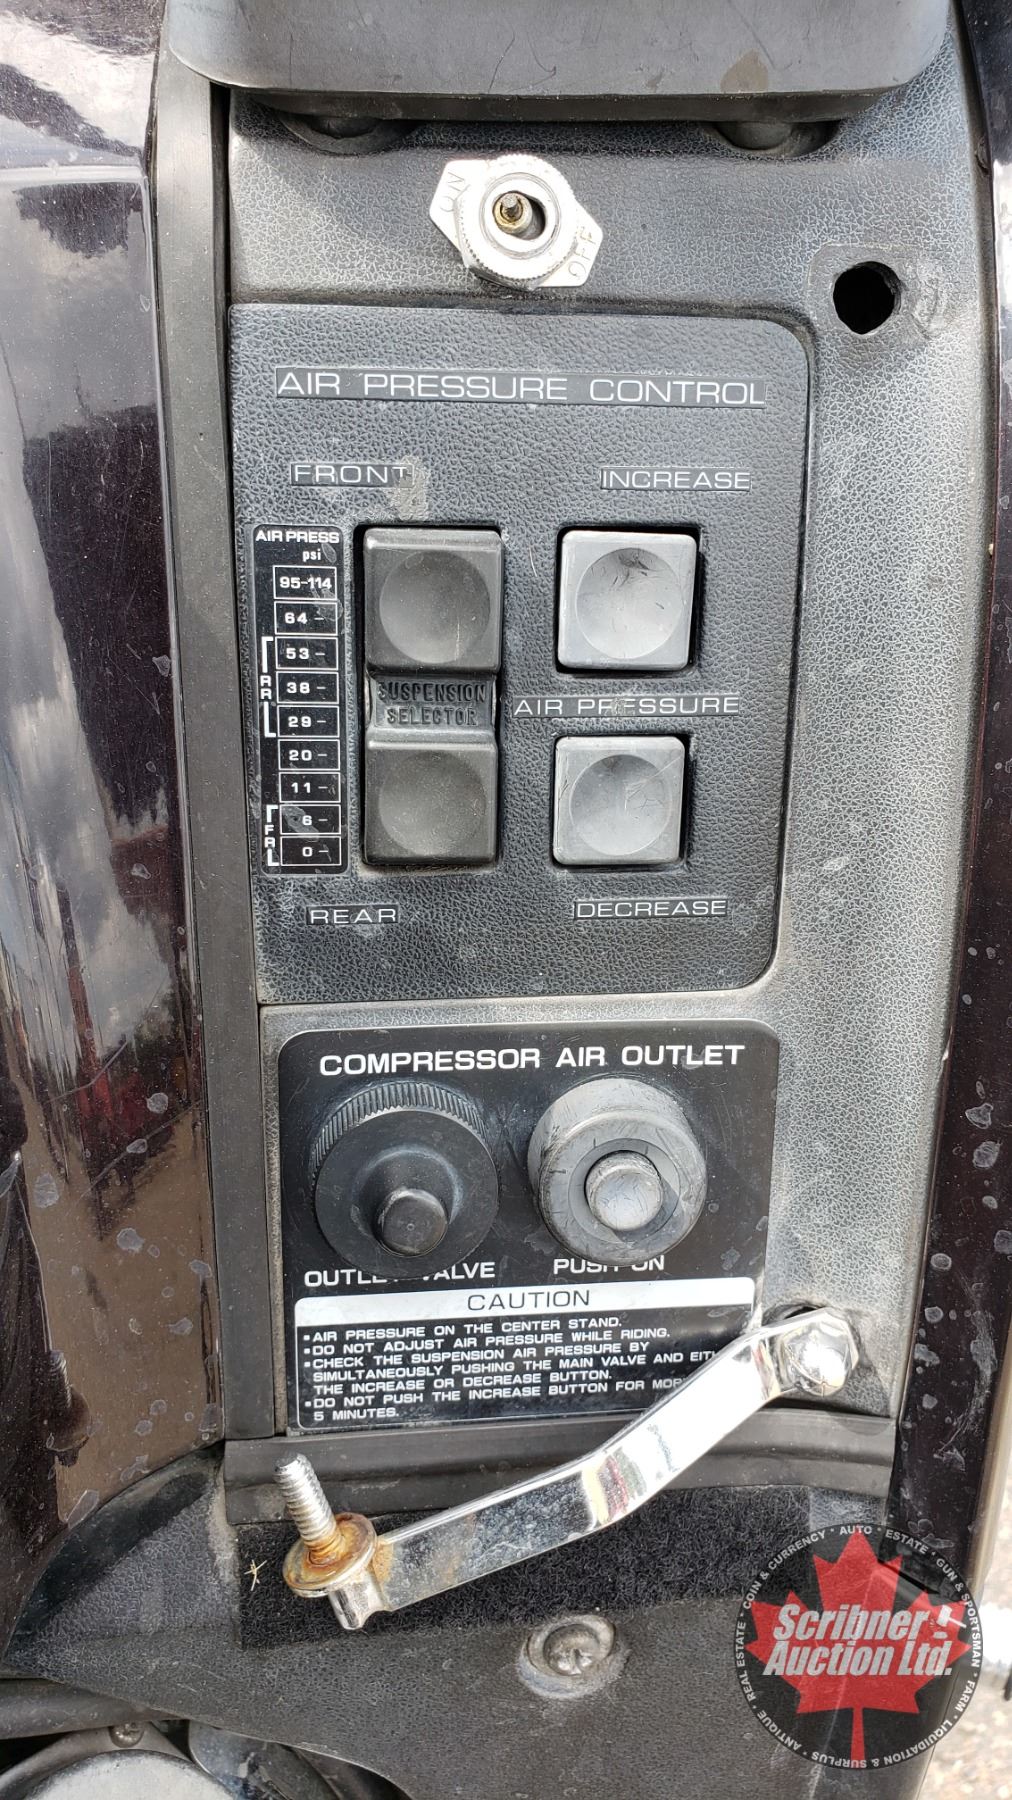 ON
OFF
AIR PRESSURE CONTROL
FRONT
INCREASE
AIR PRESS
psi
95-114
64-
53-
38-
29-
20-
11-
6-
0-
RR
FR
SUSPENSION
SELECTOR
AIR PRESSURE
REAR
DECREASE
COMPRESSOR AIR OUTLET
OUTLET VALVE
PUSH ON
CAUTION
•AIR PRESSURE ON THE CENTER STAND.
•DO NOT ADJUST AIR PRESSURE WHILE RIDING.
•CHECK THE SUSPENSION AIR PRESSURE BY
SIMULTANEOUSLY PUSHING THE MAIN VALVE AND
THE INCREASE OR DECREASE BUTTON.
•DO NOT PUSH THE INCREASE BUTTON FOR
5 MINUTES.
Scribner!
Auction Ltd.
ANTIQUE • REAL ESTATE • COIN & CURRENCY • AUTO • ESTATE • GUN & SPORTSMAN • FARM • LIQUIDATION & SURPLUS •